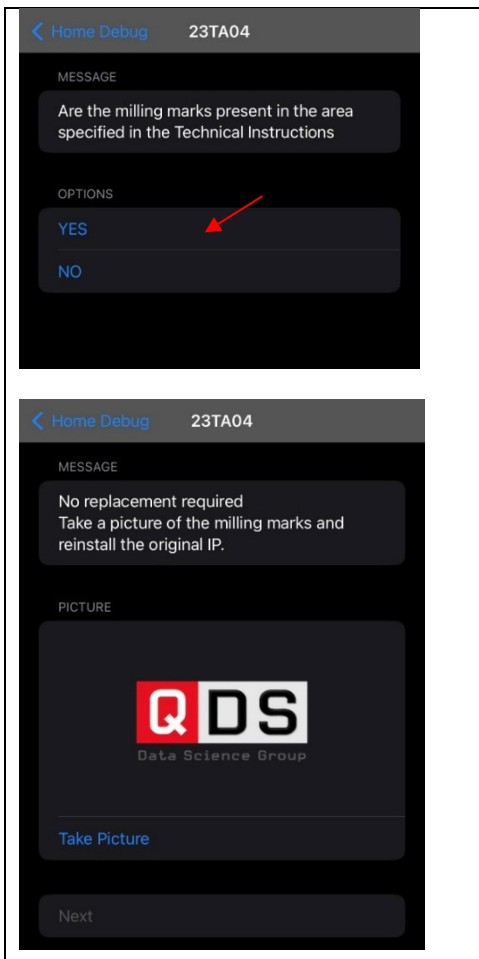 Home Debug 23TA04
MESSAGE
Are the milling marks present in the area
specified in the Technical Instructions
OPTIONS
YES
NO
Home Debug 23TA04
MESSAGE
No replacement required
Take a picture of the milling marks and
reinstall the original IP.
PICTURE
QDS
Data Science Group
Take Picture
Next